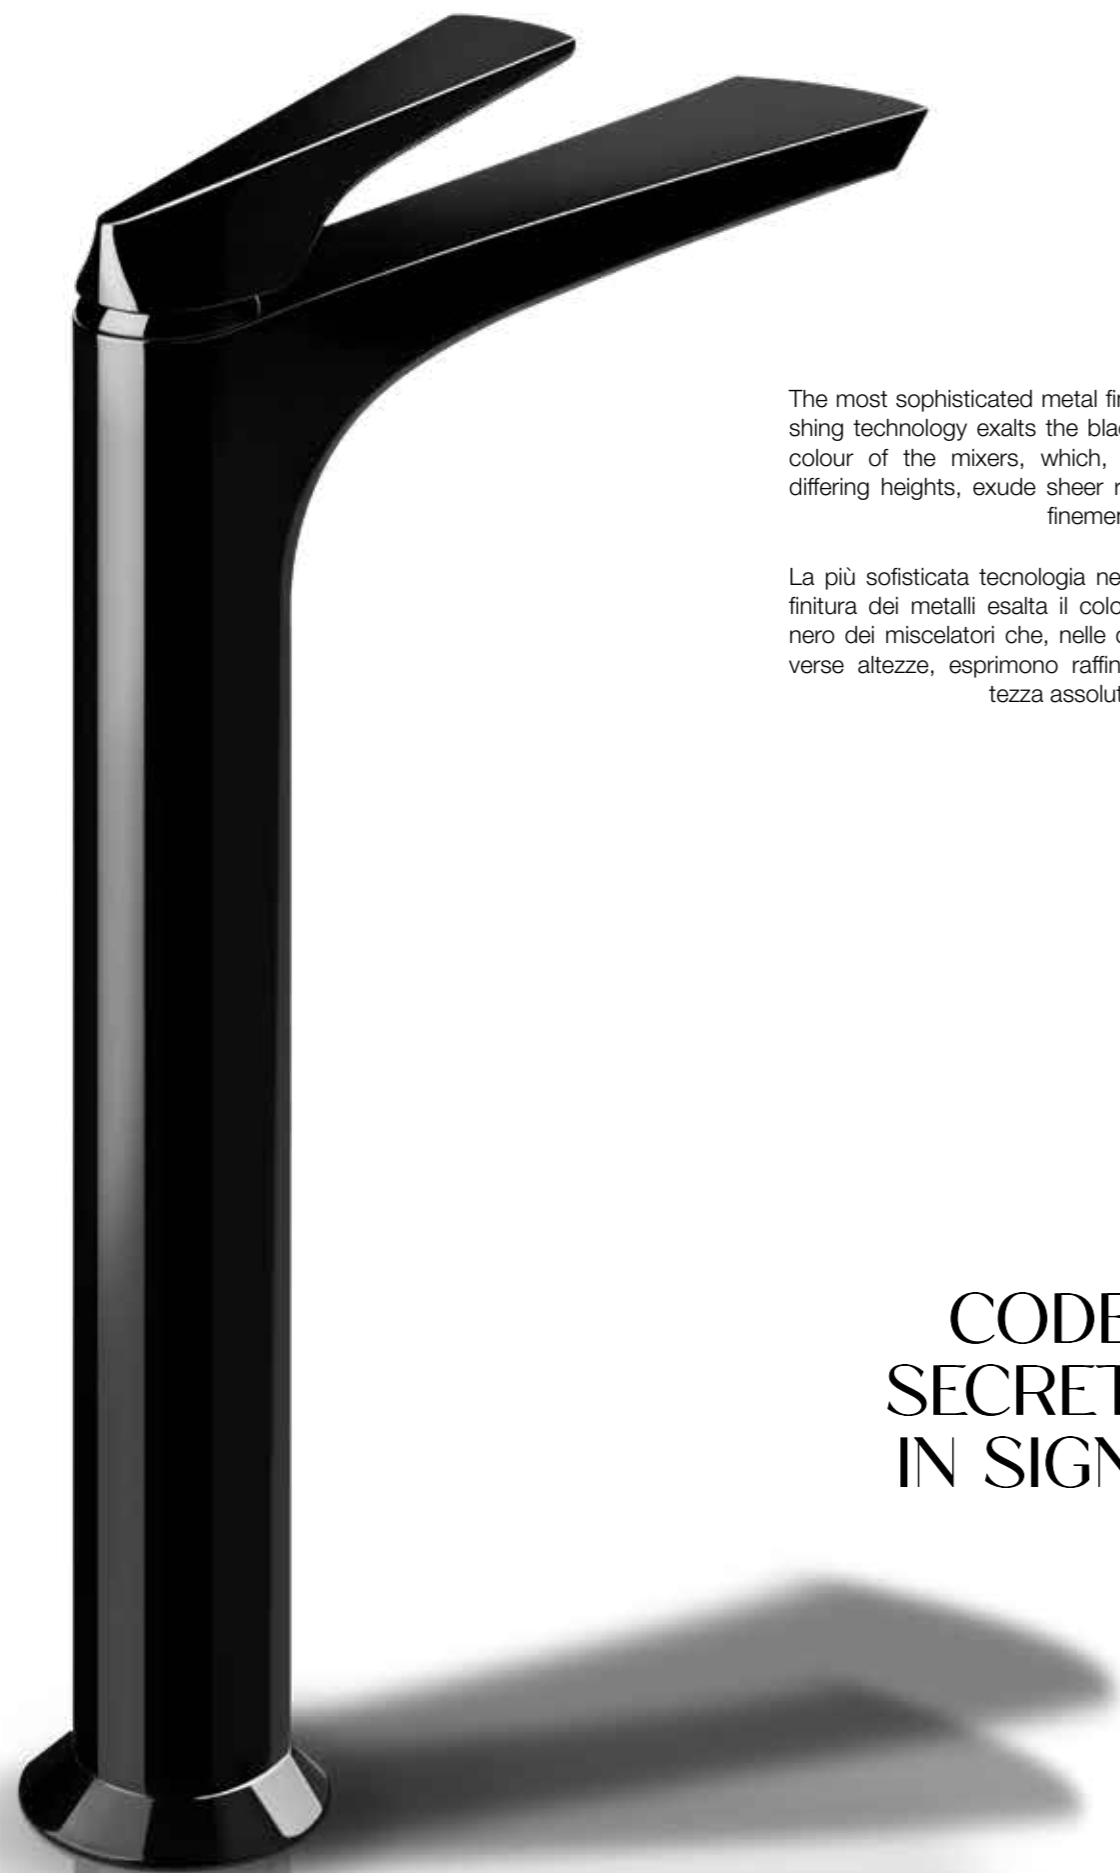 The most sophisticated metal fin
shing technology exalts the blac
colour of the mixers, which,
differing heights, exude sheer r
finemen
La più sofisticata tecnologia ne
finitura dei metalli esalta il colo
nero dei miscelatori che, nelle d
verse altezze, esprimono raffin
tezza assolut
CODE
SECRET
IN SIGN